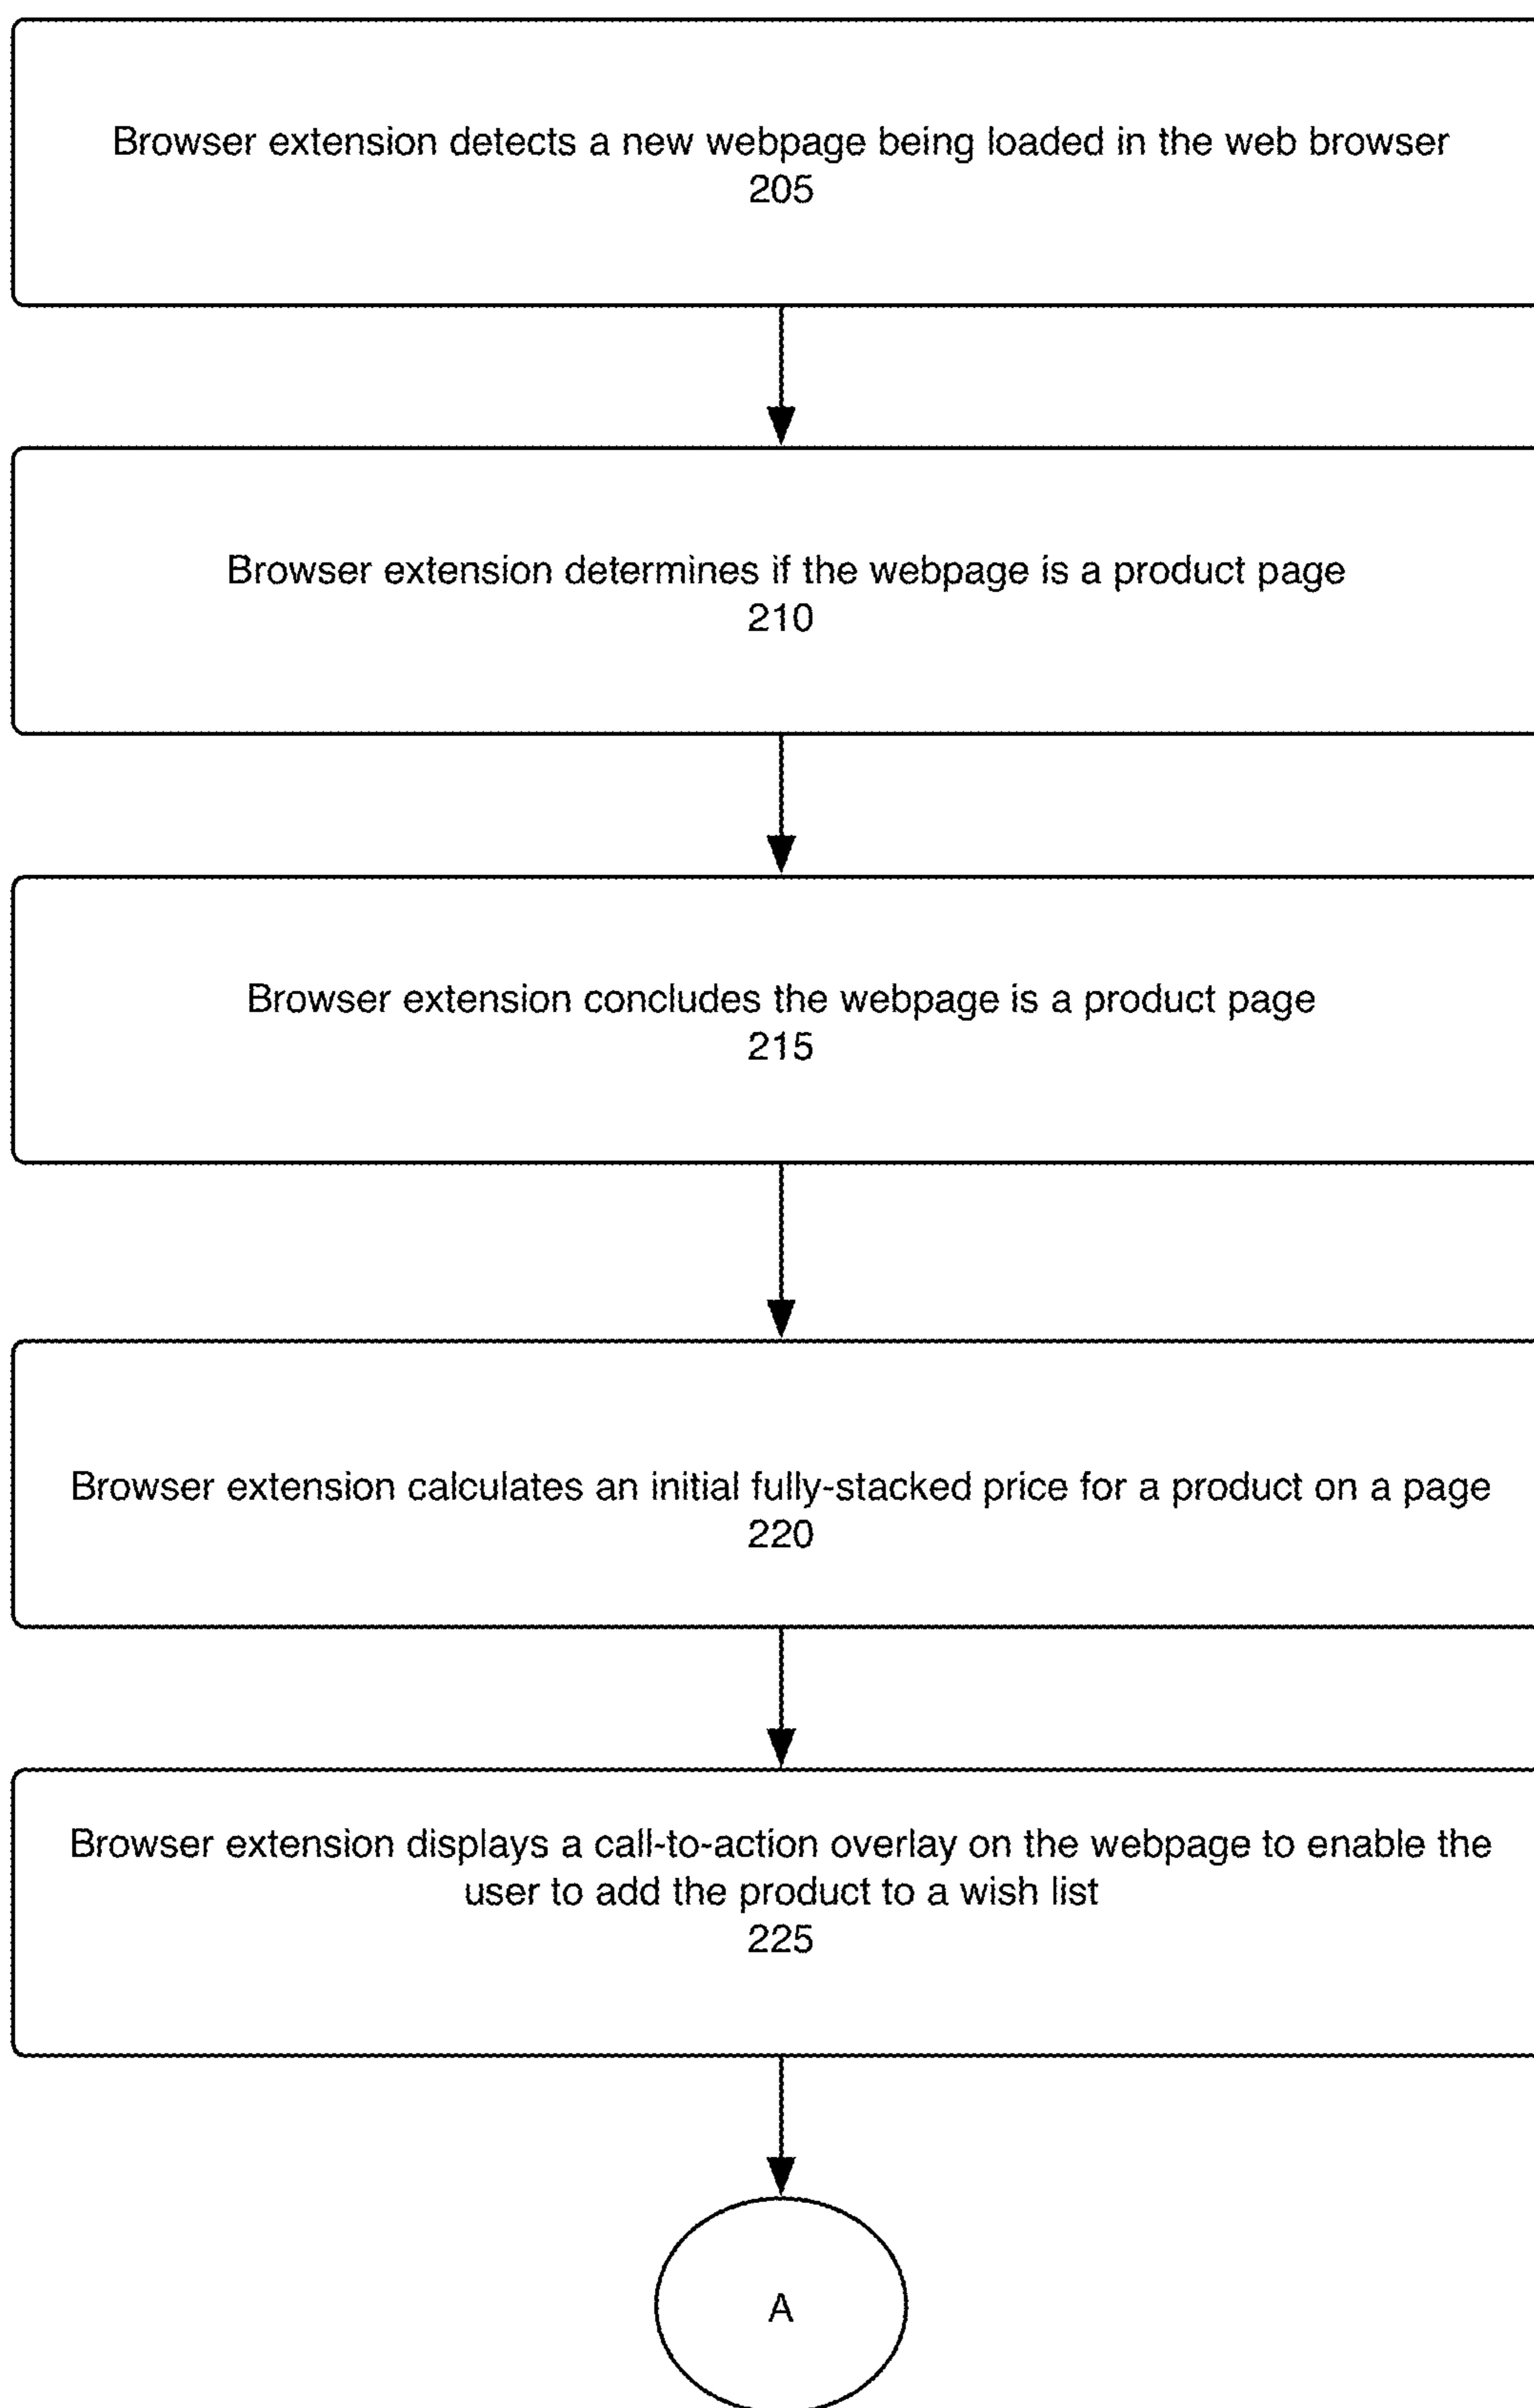 Browser extension detects a new webpage being loaded in the web browser
205
Browser extension determines if the webpage is a product page
210
Browser extension concludes the webpage is a product page
215
Browser extension calculates an initial fully-stacked price for a product on a page
220
Browser extension displays a call-to-action overlay on the webpage to enable the
user to add the product to a wish list
225
A